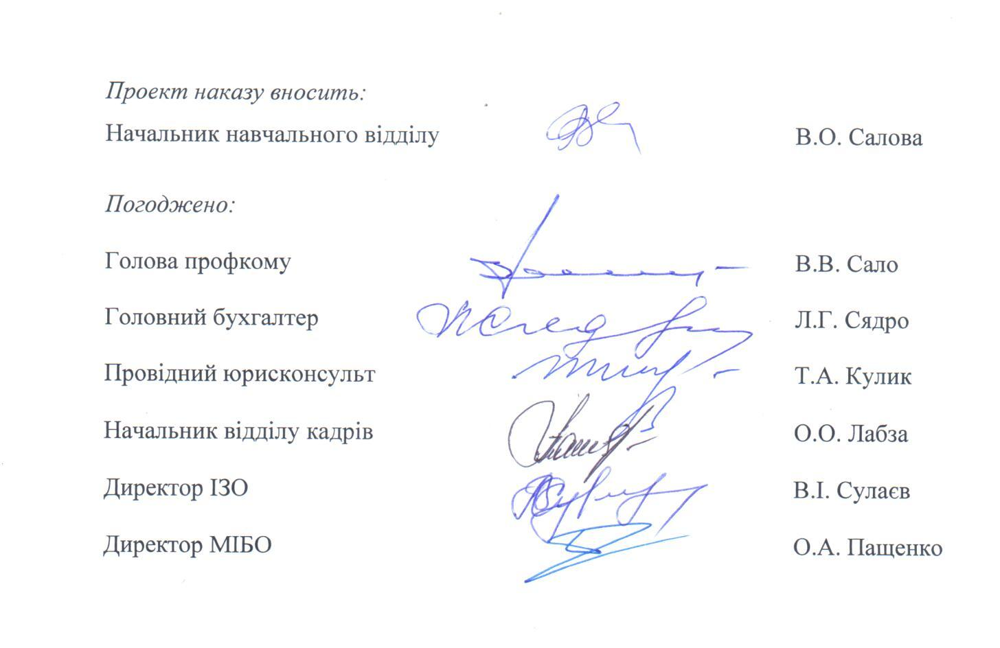 Проект наказу вносить:
Начальник навчального відділу В.О. Салова
Погоджено:
Голова профкому В.В. Сало
Головний бухгалтер Л.Г. Сядро
Провідний юрисконсульт Т.А. Кулик
Начальник відділу кадрів О.О. Лабза
Директор ІЗО В.І. Сулаєв
Директор МІБО О.А. Пащенко